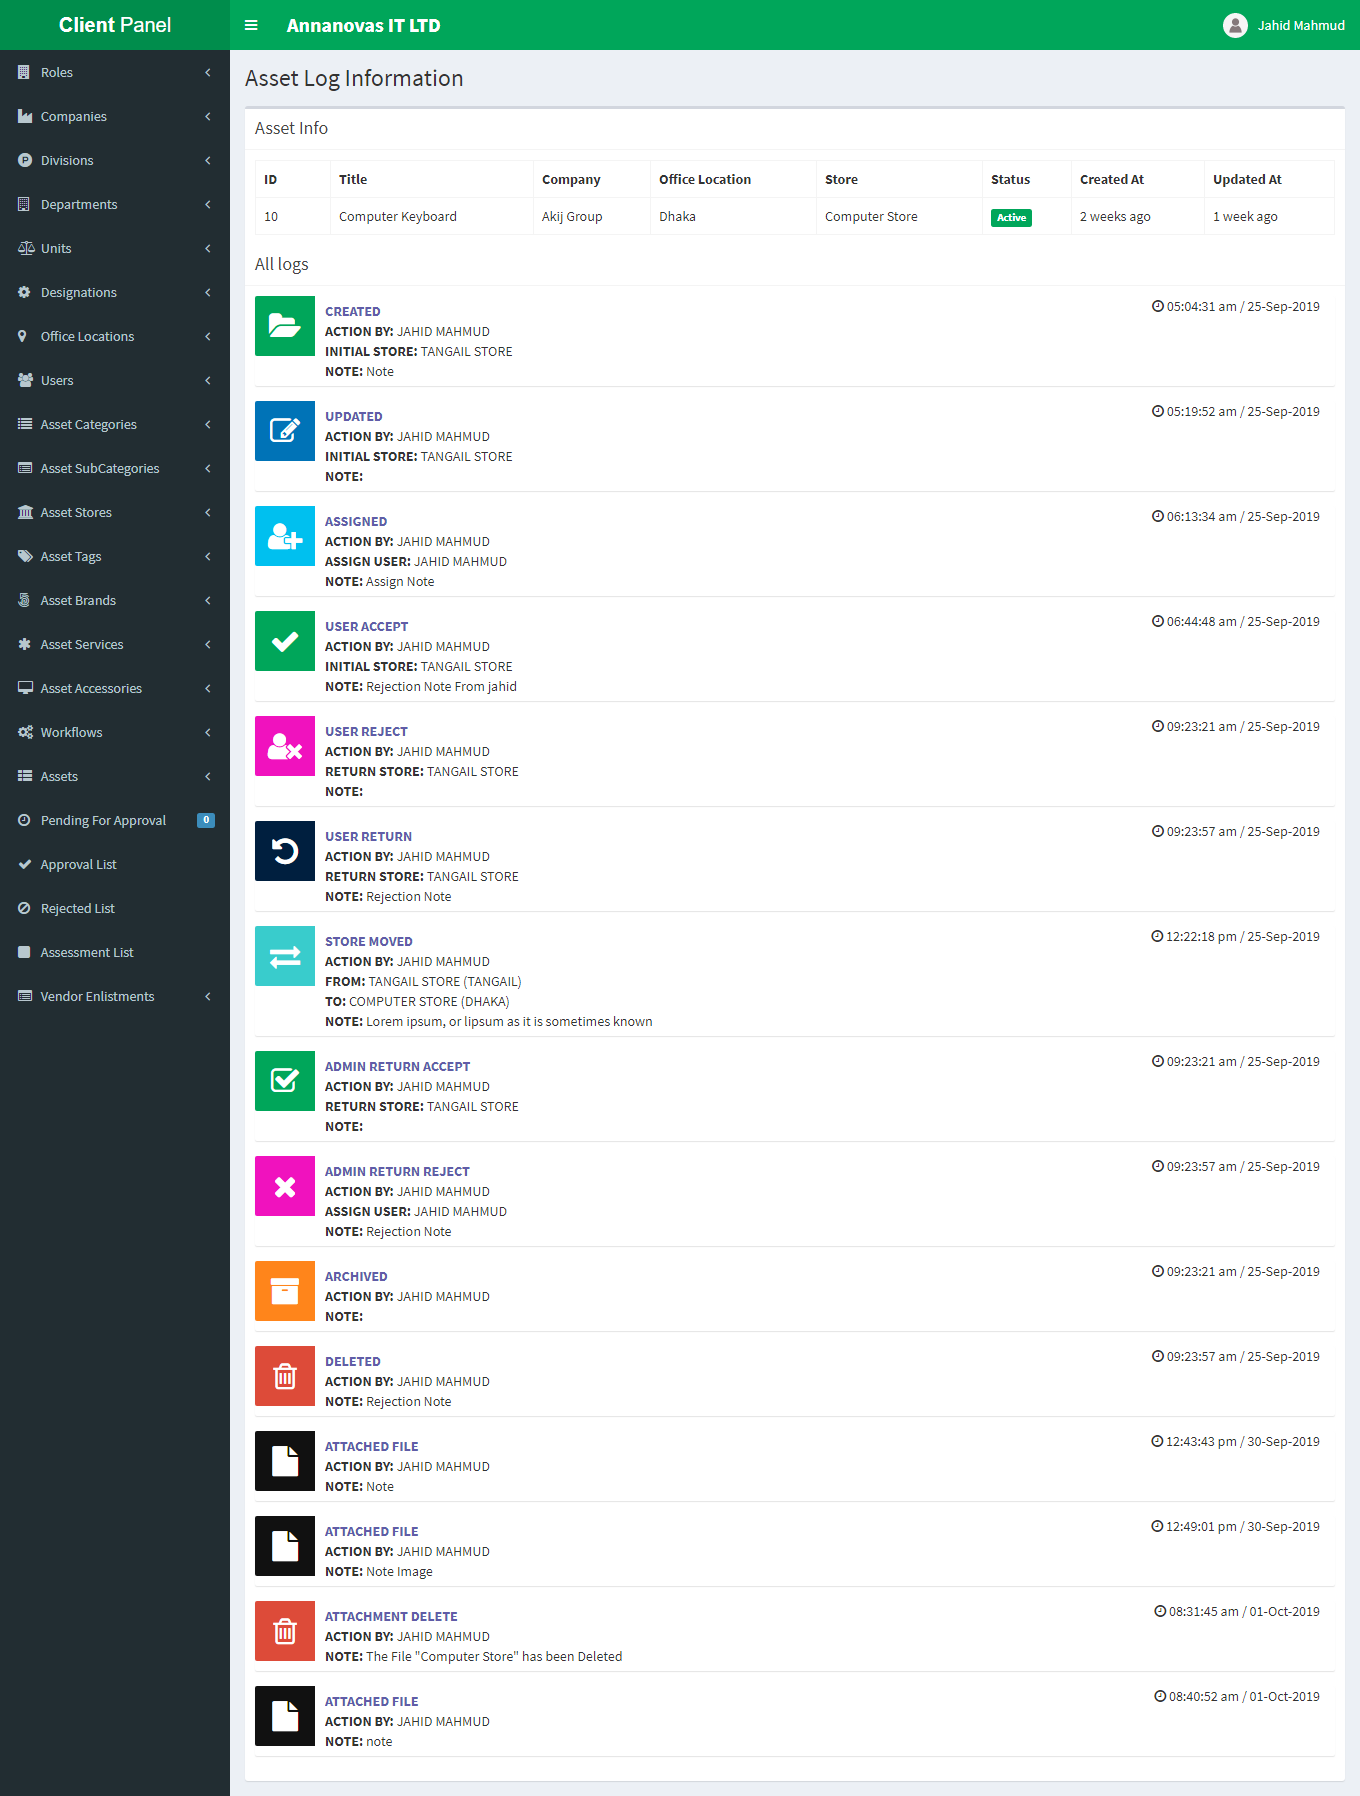 Client Panel
Annanovas IT LTD
Jahid Mahmud
Roles
Companies
Divisions
Departments
Units
Designations
Office Locations
Users
Asset Categories
Asset SubCategories
Asset Stores
Asset Tags
Asset Brands
Asset Services
Asset Accessories
Workflows
Assets
Pending For Approval 0
Approval List
Rejected List
Assessment List
Vendor Enlistments
Asset Log Information
Asset Info
ID Title Company Office Location Store Status Created At Updated At
10 Computer Keyboard Akij Group Dhaka Computer Store Active 2 weeks ago 1 week ago
All logs
CREATED 05:04:31 am / 25-Sep-2019
ACTION BY: JAHID MAHMUD
INITIAL STORE: TANGAIL STORE
NOTE: Note
UPDATED 05:19:52 am / 25-Sep-2019
ACTION BY: JAHID MAHMUD
INITIAL STORE: TANGAIL STORE
NOTE:
ASSIGNED 06:13:34 am / 25-Sep-2019
ACTION BY: JAHID MAHMUD
ASSIGN USER: JAHID MAHMUD
NOTE: Assign Note
USER ACCEPT 06:44:48 am / 25-Sep-2019
ACTION BY: JAHID MAHMUD
INITIAL STORE: TANGAIL STORE
NOTE: Rejection Note From jahid
USER REJECT 09:23:21 am / 25-Sep-2019
ACTION BY: JAHID MAHMUD
RETURN STORE: TANGAIL STORE
NOTE:
USER RETURN 09:23:57 am / 25-Sep-2019
ACTION BY: JAHID MAHMUD
RETURN STORE: TANGAIL STORE
NOTE: Rejection Note
STORE MOVED 12:22:18 pm / 25-Sep-2019
ACTION BY: JAHID MAHMUD
FROM: TANGAIL STORE (TANGAIL)
TO: COMPUTER STORE (DHAKA)
NOTE: Lorem ipsum, or lipsum as it is sometimes known
ADMIN RETURN ACCEPT 09:23:21 am / 25-Sep-2019
ACTION BY: JAHID MAHMUD
RETURN STORE: TANGAIL STORE
NOTE:
ADMIN RETURN REJECT 09:23:57 am / 25-Sep-2019
ACTION BY: JAHID MAHMUD
ASSIGN USER: JAHID MAHMUD
NOTE: Rejection Note
ARCHIVED 09:23:21 am / 25-Sep-2019
ACTION BY: JAHID MAHMUD
NOTE:
DELETED 09:23:57 am / 25-Sep-2019
ACTION BY: JAHID MAHMUD
NOTE: Rejection Note
ATTACHED FILE 12:43:43 pm / 30-Sep-2019
ACTION BY: JAHID MAHMUD
NOTE: Note
ATTACHED FILE 12:49:01 pm / 30-Sep-2019
ACTION BY: JAHID MAHMUD
NOTE: Note Image
ATTACHMENT DELETE 08:31:45 am / 01-Oct-2019
ACTION BY: JAHID MAHMUD
NOTE: The File "Computer Store" has been Deleted
ATTACHED FILE 08:40:52 am / 01-Oct-2019
ACTION BY: JAHID MAHMUD
NOTE: note